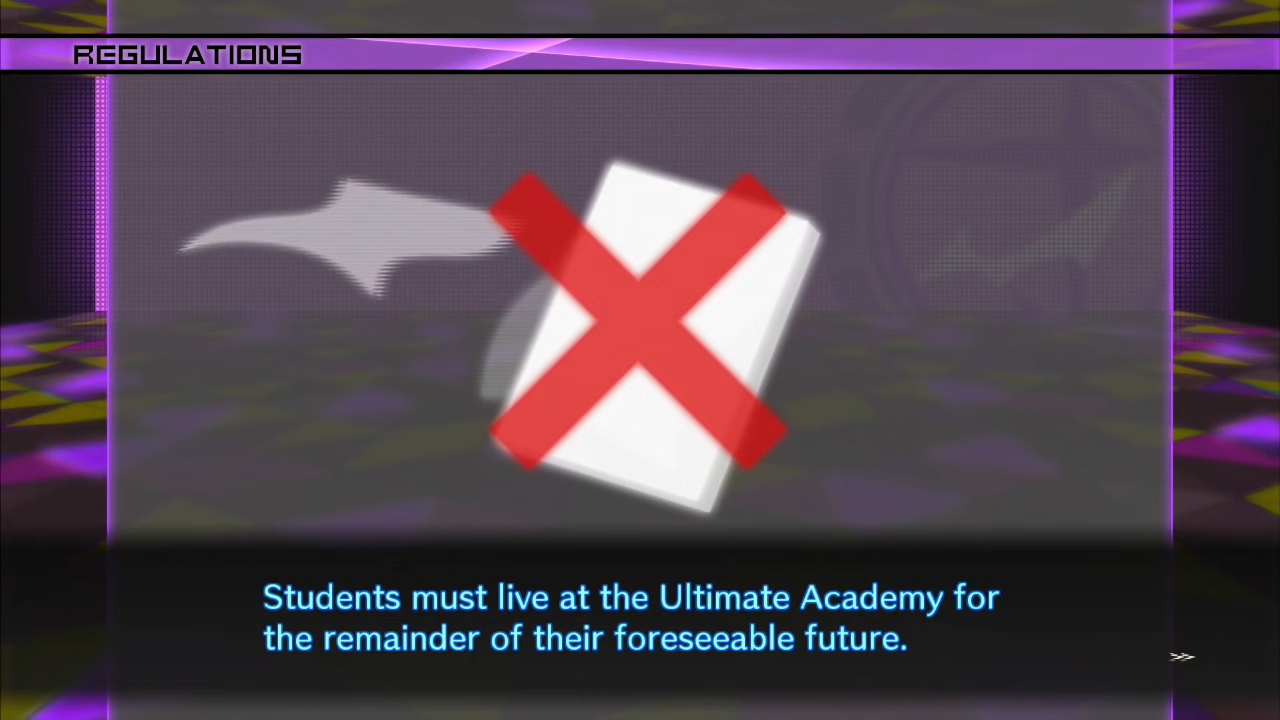 REGULATIONS
Students must live at the Ultimate Academy for
the remainder of their foreseeable future.